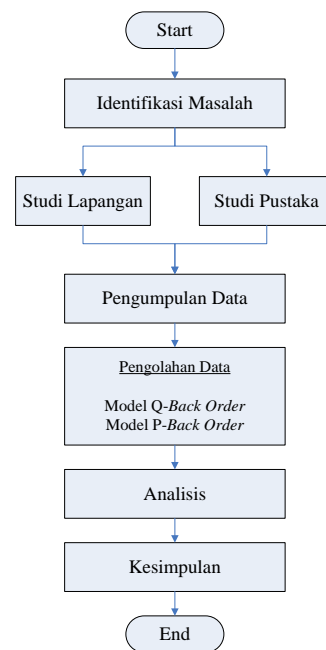 Start
Identifikasi Masalah
Studi Lapangan
Studi Pustaka
Pengumpulan Data
Pengolahan Data
Model Q-Back Order
Model P-Back Order
Analisis
Kesimpulan
End